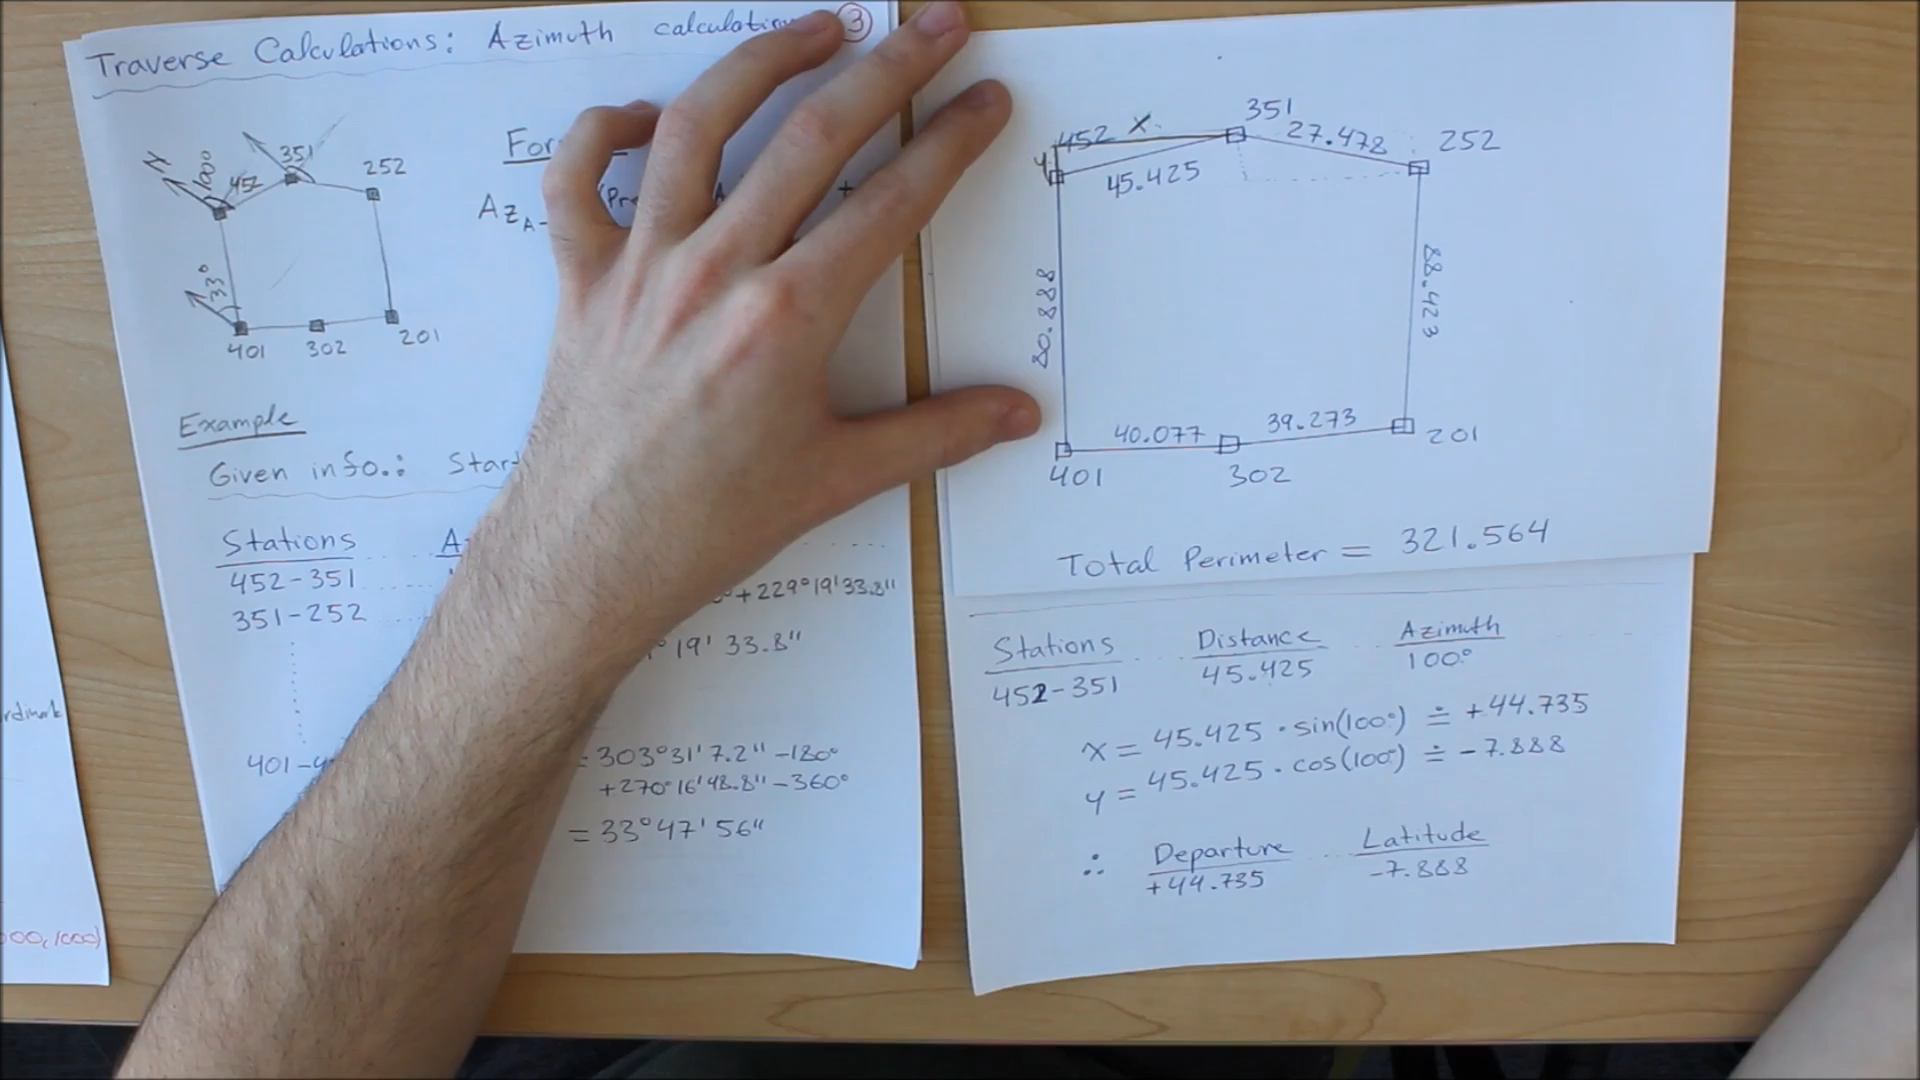 Traverse Calculations: Azimuth calculation 3
N
100°
452
351
252
33°
401
302
201
Az A-
+
Example
Given info.:
Stations
452-351
351-252
+229°19'33.8"
19' 33.8"
= 303°31'7.2" -180°
+270°16'48.8" -360°
= 33°47'56"
00,1000)
y
452
X
351
27.478
252
45.425
80.888
88.423
40.077
39.273
401
302
201
Total Perimeter = 321.564
Stations Distance Azimuth
452-351 45.425 100°
x = 45.425 · sin(100°) ≐ +44.735
y = 45.425 · cos(100°) ≐ -7.888
∴ Departure Latitude
+44.735 -7.888